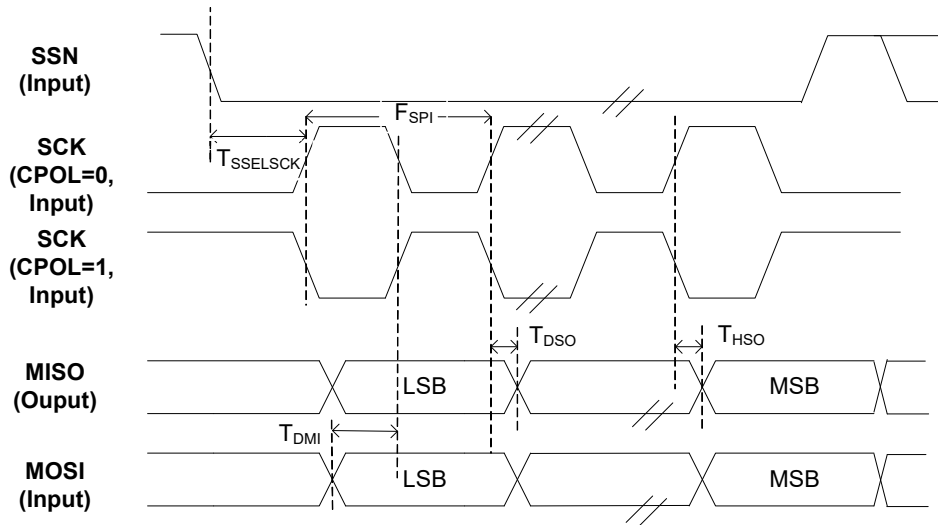 SSN
(Input)
F_SPI
T_SSELSCK
SCK
(CPOL=0,
Input)
SCK
(CPOL=1,
Input)
T_DSO
T_HSO
MISO
(Ouput)
LSB
MSB
T_DMI
MOSI
(Input)
LSB
MSB